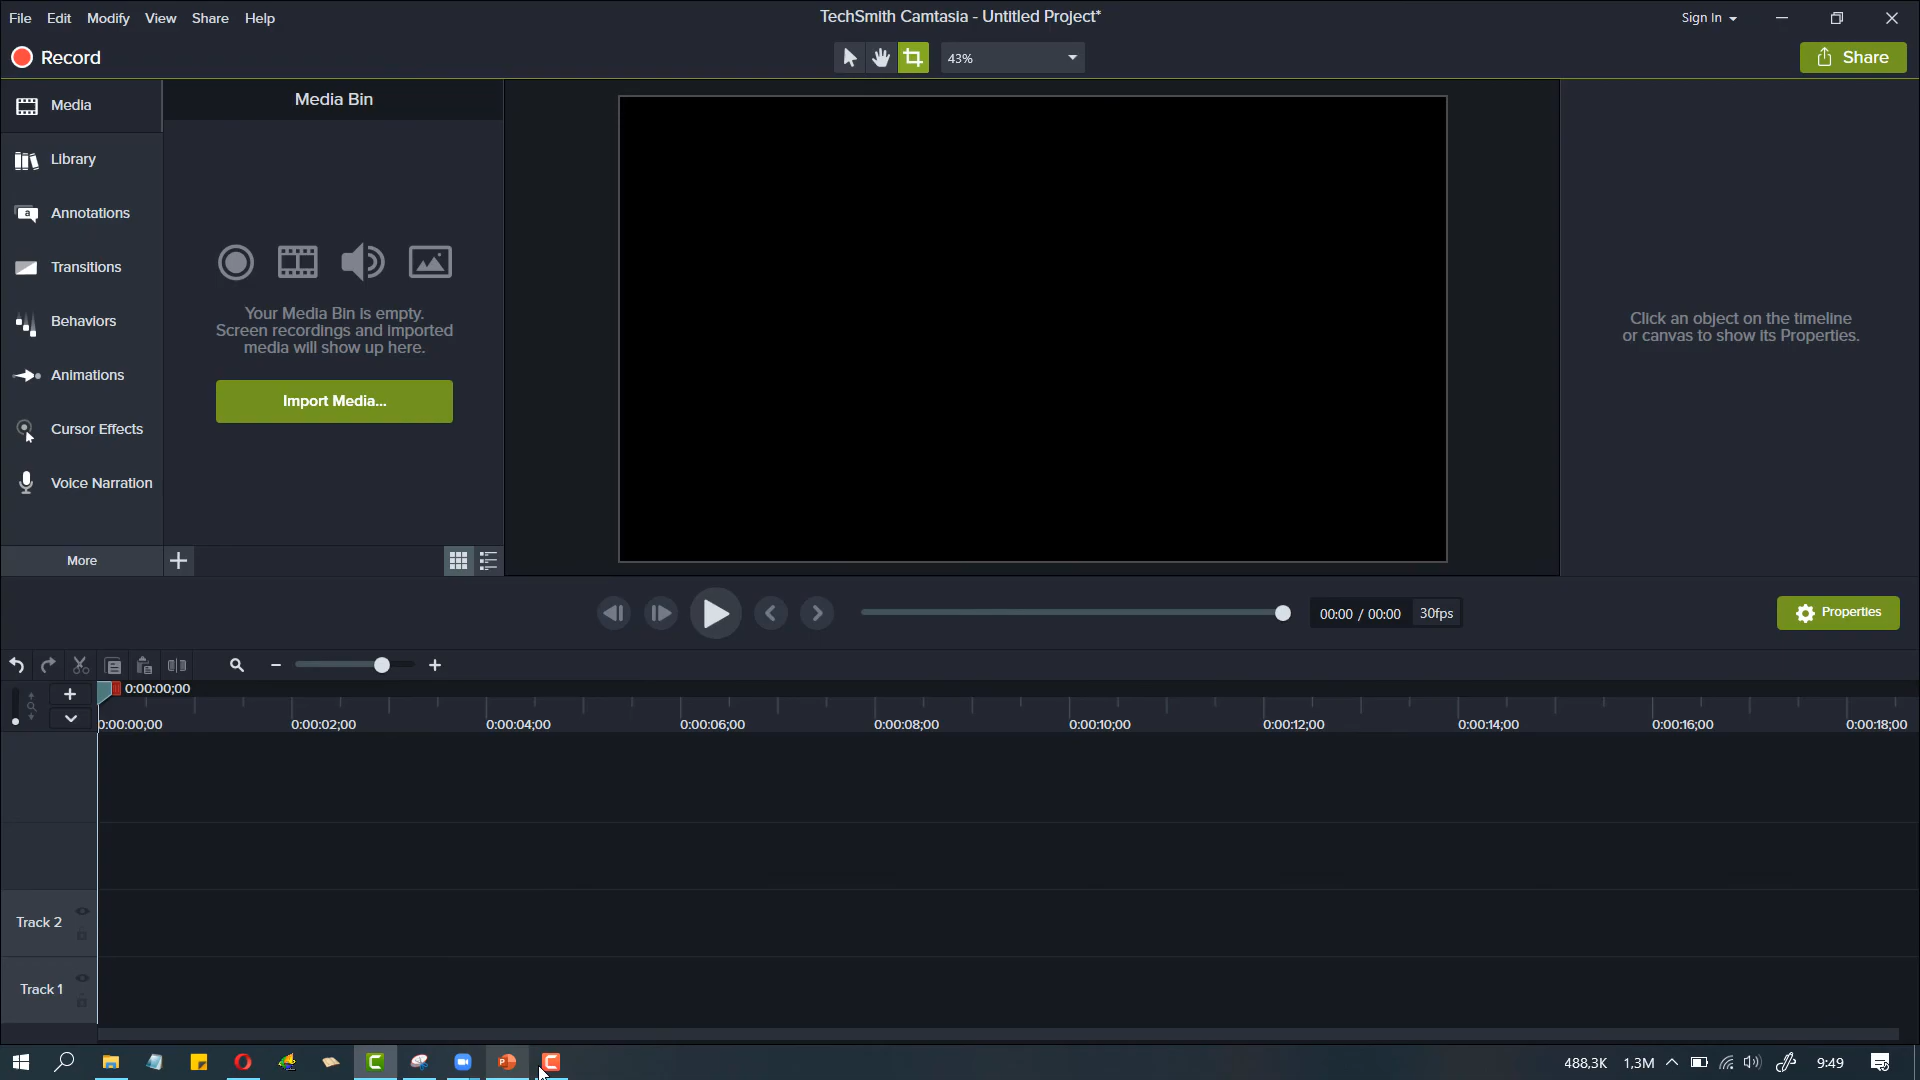 File Edit Modify View Share Help
TechSmith Camtasia - Untitled Project*
Sign In
Record
43%
Share
Media
Media Bin
Library
Annotations
Transitions
Behaviors
Animations
Cursor Effects
Voice Narration
More
Your Media Bin is empty.
Screen recordings and imported
media will show up here.
Import Media...
Click an object on the timeline
or canvas to show its Properties.
00:00 / 00:00
30fps
Properties
0:00:00;00
0:00:00;00 0:00:02;00 0:00:04;00 0:00:06;00 0:00:08;00 0:00:10;00 0:00:12;00 0:00:14;00 0:00:16;00 0:00:18;00
Track 2
Track 1
488,3K 1,3M 9:49